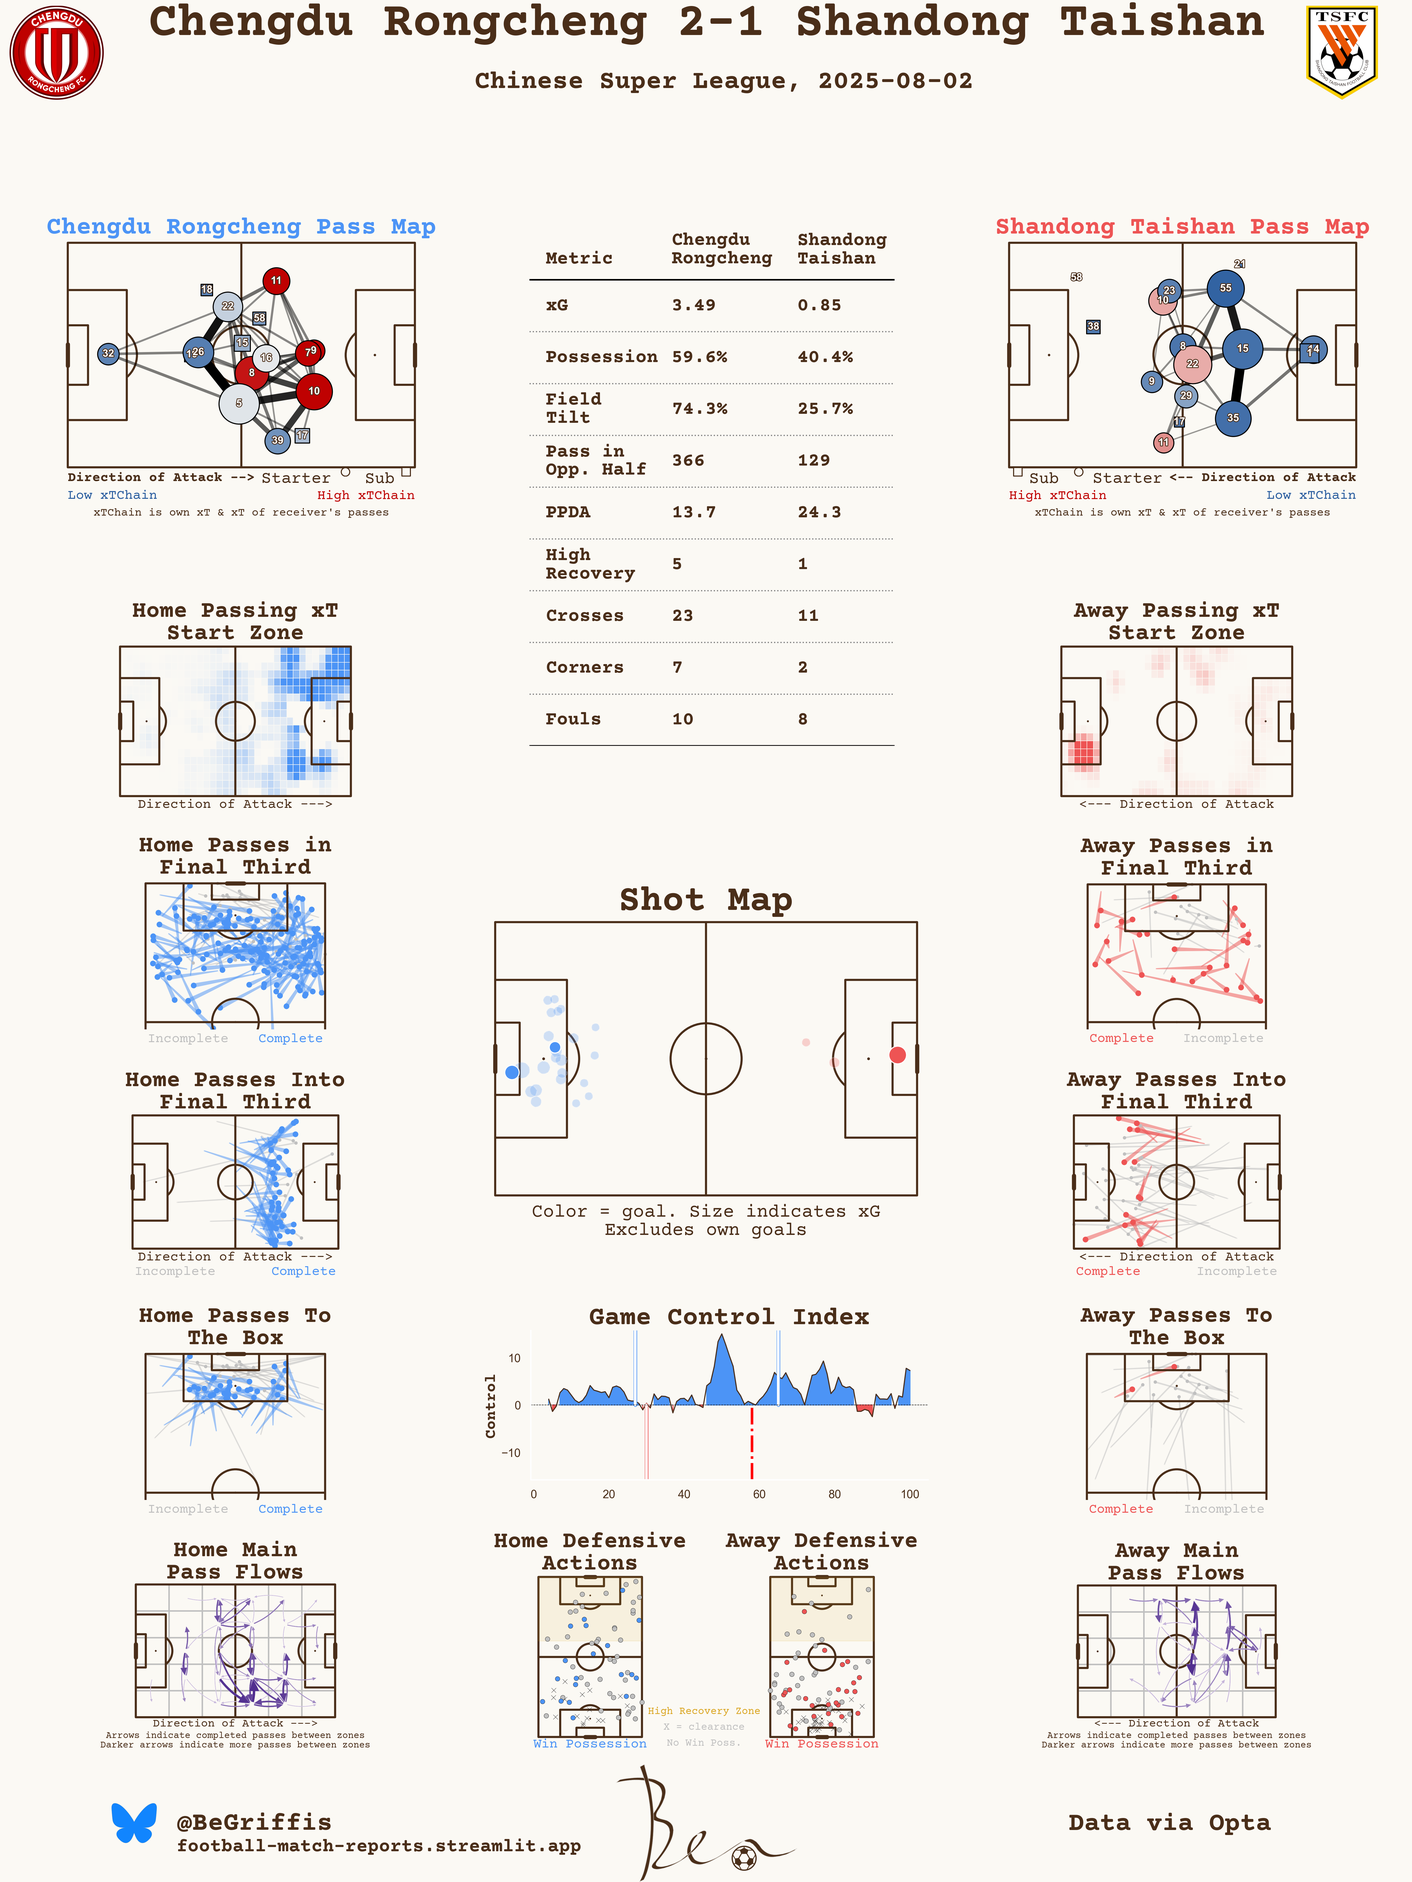 Chengdu Rongcheng 2-1 Shandong Taishan
Chinese Super League, 2025-08-02
CHENGDU
RONGCHENG FC
TSFC
Chengdu Rongcheng Pass Map
11
18
22
58
32
26
15
16
7
9
8
10
5
39
17
Direction of Attack --> Starter Sub
Low xTChain High xTChain
xTChain is own xT & xT of receiver's passes
Metric Chengdu Rongcheng Shandong Taishan
xG 3.49 0.85
Possession 59.6% 40.4%
Field Tilt 74.3% 25.7%
Pass in Opp. Half 366 129
PPDA 13.7 24.3
High Recovery 5 1
Crosses 23 11
Corners 7 2
Fouls 10 8
Shandong Taishan Pass Map
21
58
23
10
55
38
8
15
22
9
29
17
35
11
Sub Starter <-- Direction of Attack
High xTChain Low xTChain
xTChain is own xT & xT of receiver's passes
Home Passing xT
Start Zone
Direction of Attack --->
Away Passing xT
Start Zone
<--- Direction of Attack
Home Passes in
Final Third
Incomplete Complete
Away Passes in
Final Third
Complete Incomplete
Shot Map
Color = goal. Size indicates xG
Excludes own goals
Home Passes Into
Final Third
Direction of Attack --->
Incomplete Complete
Away Passes Into
Final Third
<--- Direction of Attack
Complete Incomplete
Home Passes To
The Box
Incomplete Complete
Game Control Index
Control
10
0
−10
0 20 40 60 80 100
Away Passes To
The Box
Complete Incomplete
Home Main
Pass Flows
Direction of Attack --->
Arrows indicate completed passes between zones
Darker arrows indicate more passes between zones
Home Defensive
Actions
Win Possession
High Recovery Zone
X = clearance
No Win Poss.
Away Defensive
Actions
Win Possession
Away Main
Pass Flows
<--- Direction of Attack
Arrows indicate completed passes between zones
Darker arrows indicate more passes between zones
@BeGriffis
football-match-reports.streamlit.app
Ben
Data via Opta